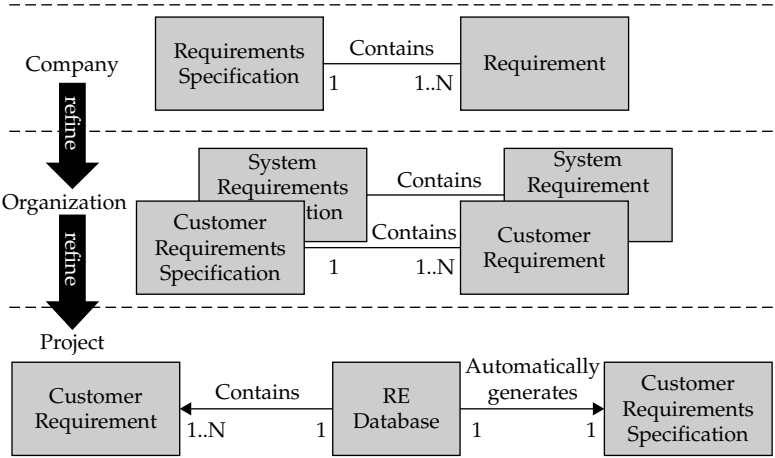 Company
refine
Requirements
Specification
Contains
1
1..N
Requirement
Organization
refine
System
Requirements
tion
Contains
System
Requirement
Customer
Requirements
Specification
Contains
1
1..N
Customer
Requirement
Project
Customer
Requirement
Contains
1..N
1
RE
Database
Automatically
generates
1
1
Customer
Requirements
Specification